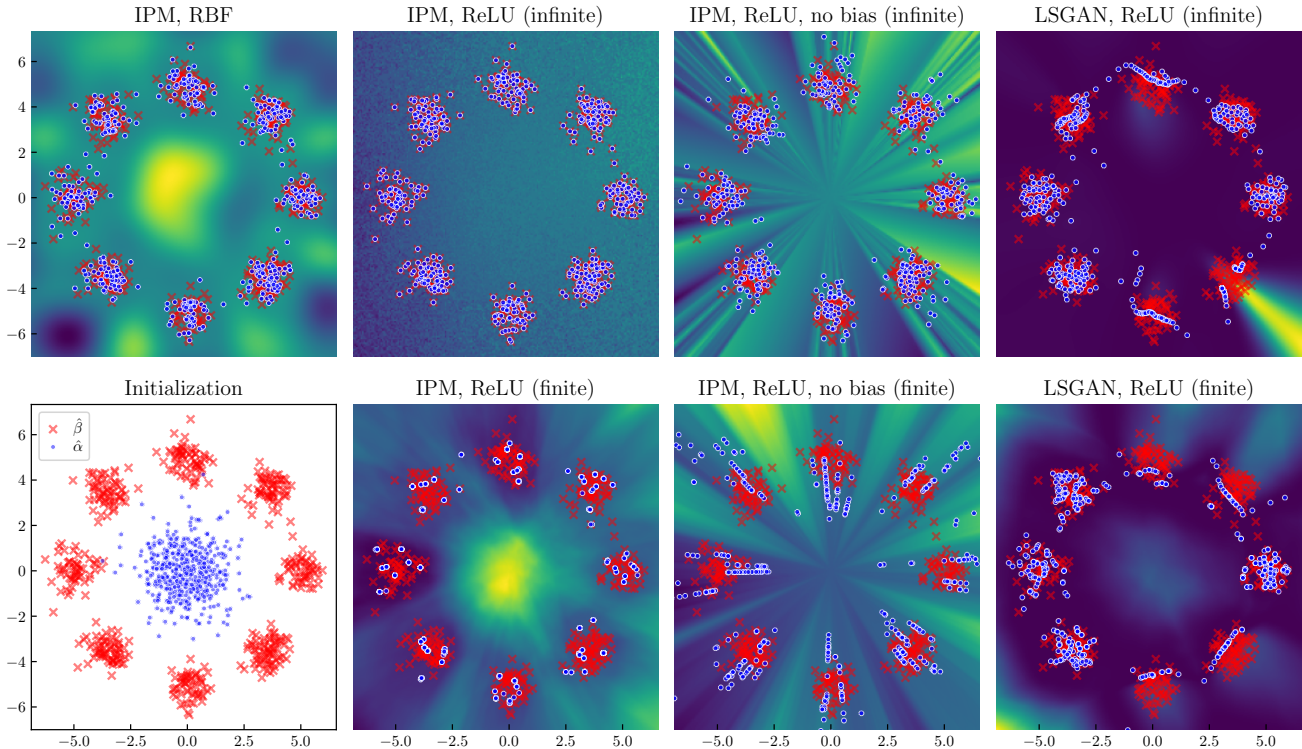 IPM, RBF
IPM, ReLU (infinite)
IPM, ReLU, no bias (infinite)
LSGAN, ReLU (infinite)
6
4
2
0
−2
−4
−6
Initialization
IPM, ReLU (finite)
IPM, ReLU, no bias (finite)
LSGAN, ReLU (finite)
β̂
α̂
6
4
2
0
−2
−4
−6
−5.0 −2.5 0.0 2.5 5.0
−5.0 −2.5 0.0 2.5 5.0
−5.0 −2.5 0.0 2.5 5.0
−5.0 −2.5 0.0 2.5 5.0